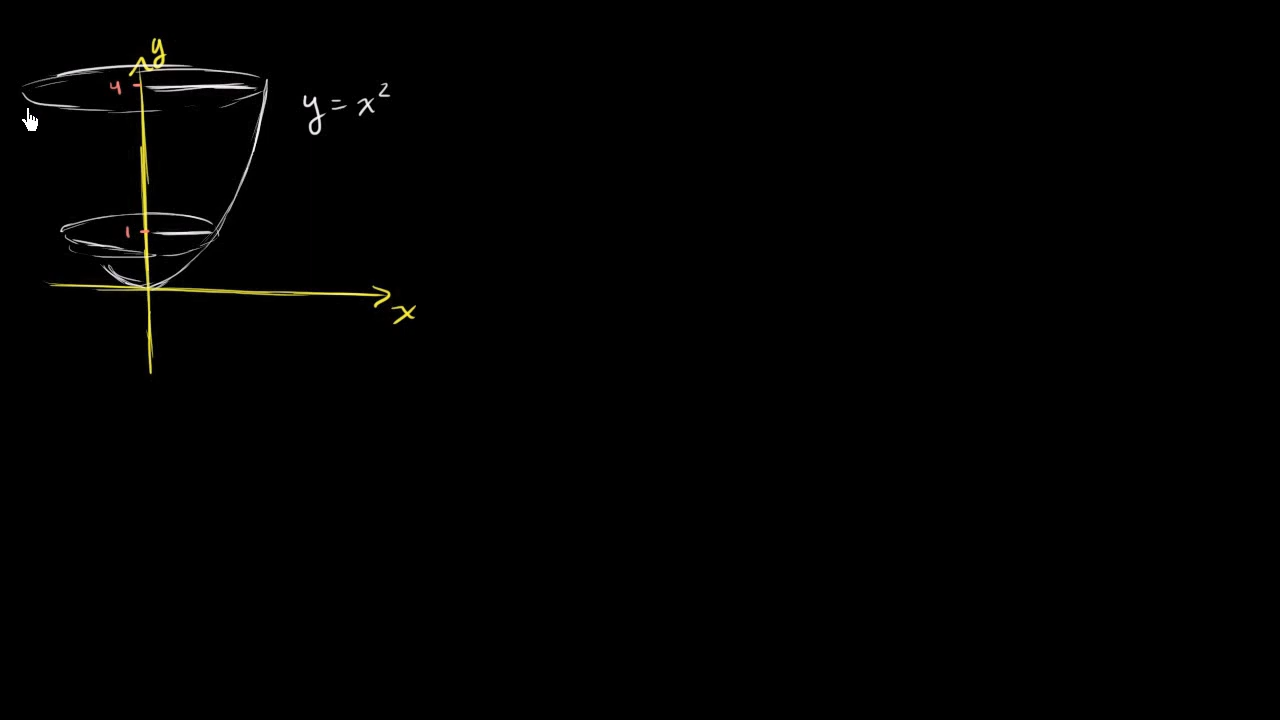 y
4
y = x²
1
x